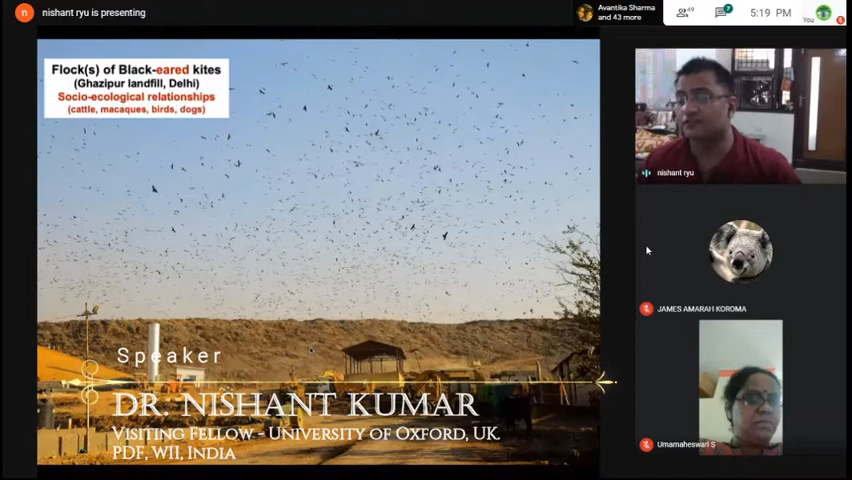 n
nishant ryu is presenting
Avantika Sharma
and 43 more
49
7
5:19 PM
You
Flock(s) of Black-eared kites
(Ghazipur landfill, Delhi)
Socio-ecological relationships
(cattle, macaques, birds, dogs)
nishant ryu
JAMES AMARAH KOROMA
Speaker
DR. NISHANT KUMAR
VISITING FELLOW - UNIVERSITY OF OXFORD, UK.
PDF, WII, INDIA
Umamaheswari S